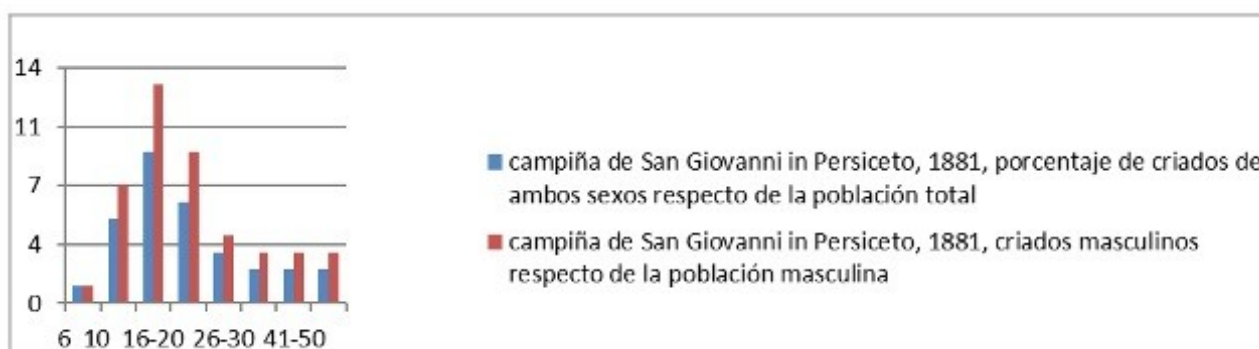 14
11
7
4
0
6 10 16-20 26-30 41-50
campiña de San Giovanni in Persiceto, 1881, porcentaje de criados de
ambos sexos respecto de la población total
campiña de San Giovanni in Persiceto, 1881, criados masculinos
respecto de la población masculina